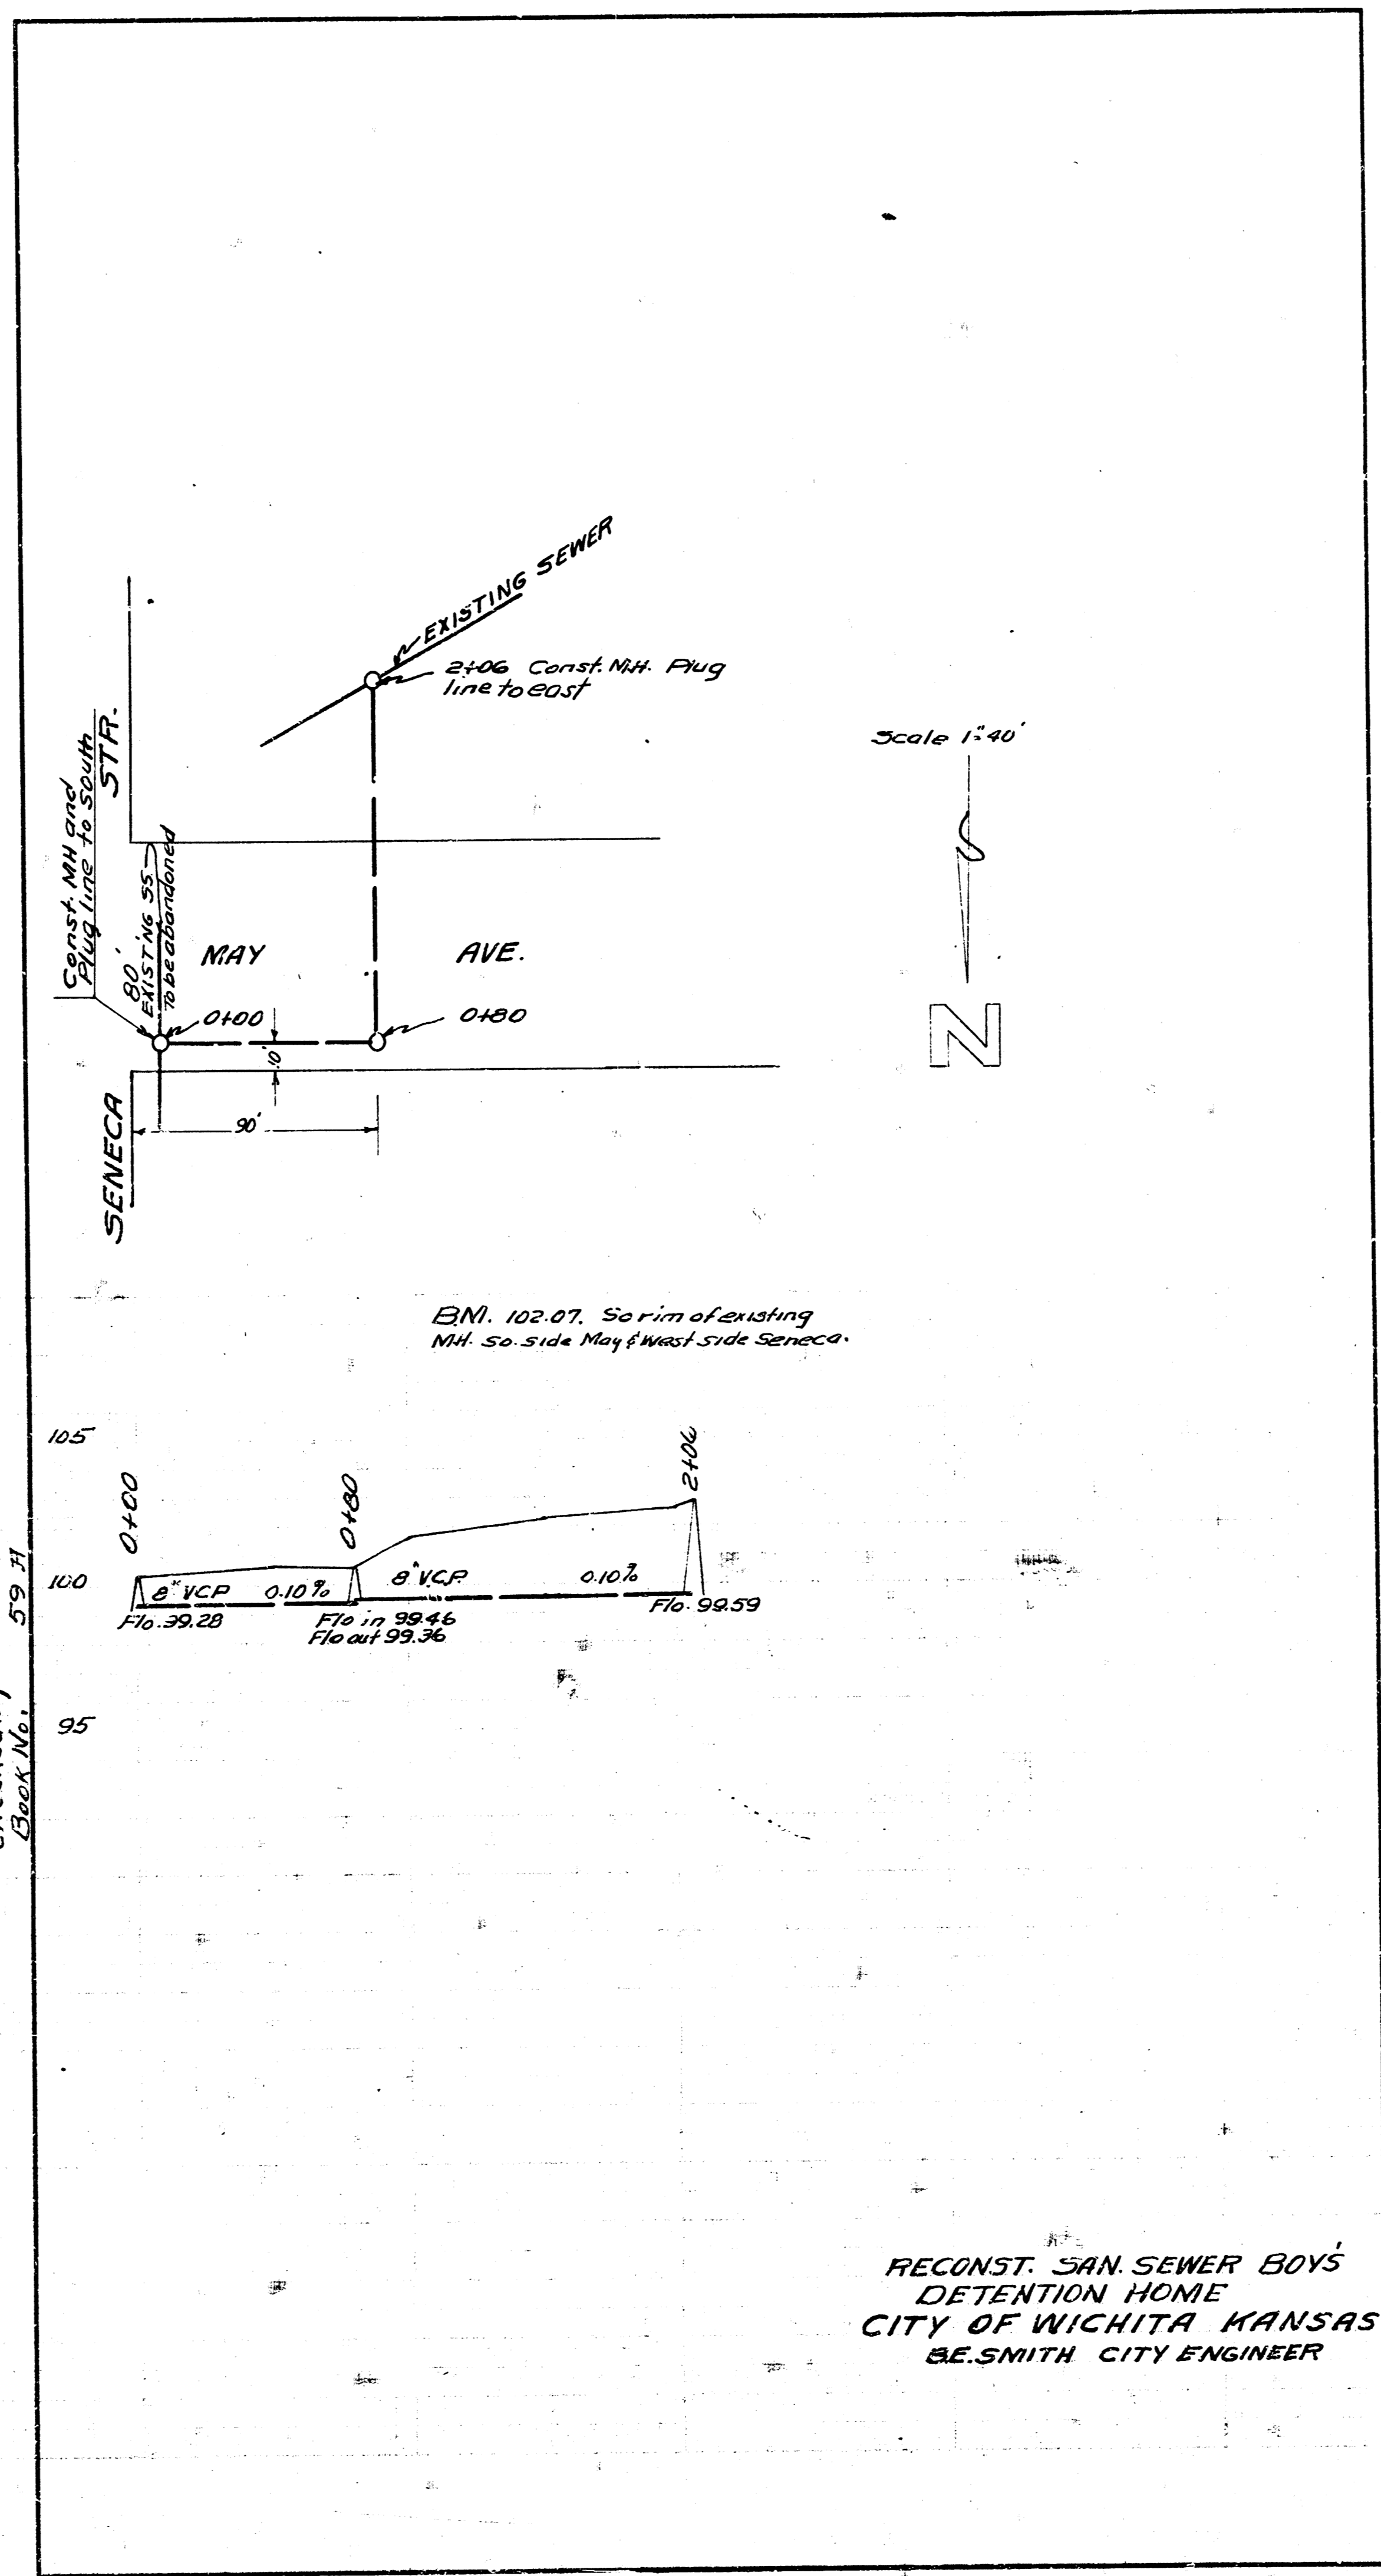 EXISTING SEWER
2+06 Const. M.H. Plug
line to east
Scale 1"=40'
STR.
Const. MH and
Plug line to south
80'
EXIST'NG SS
To be abandoned
MAY AVE.
0+00
0+80
10'
N
90'
SENECA
B.M. 102.07. So rim of existing
M.H. So. side May & West side Seneca.
105
0+00
0+80
2+06
100
8" V.C.P. 0.10%
8" V.C.P. 0.10%
Flo. 99.28
Flo in 99.46
Flo out 99.36
Flo. 99.59
95
Book No. 59 H
RECONST. SAN. SEWER BOY'S
DETENTION HOME
CITY OF WICHITA KANSAS
B.E. SMITH CITY ENGINEER